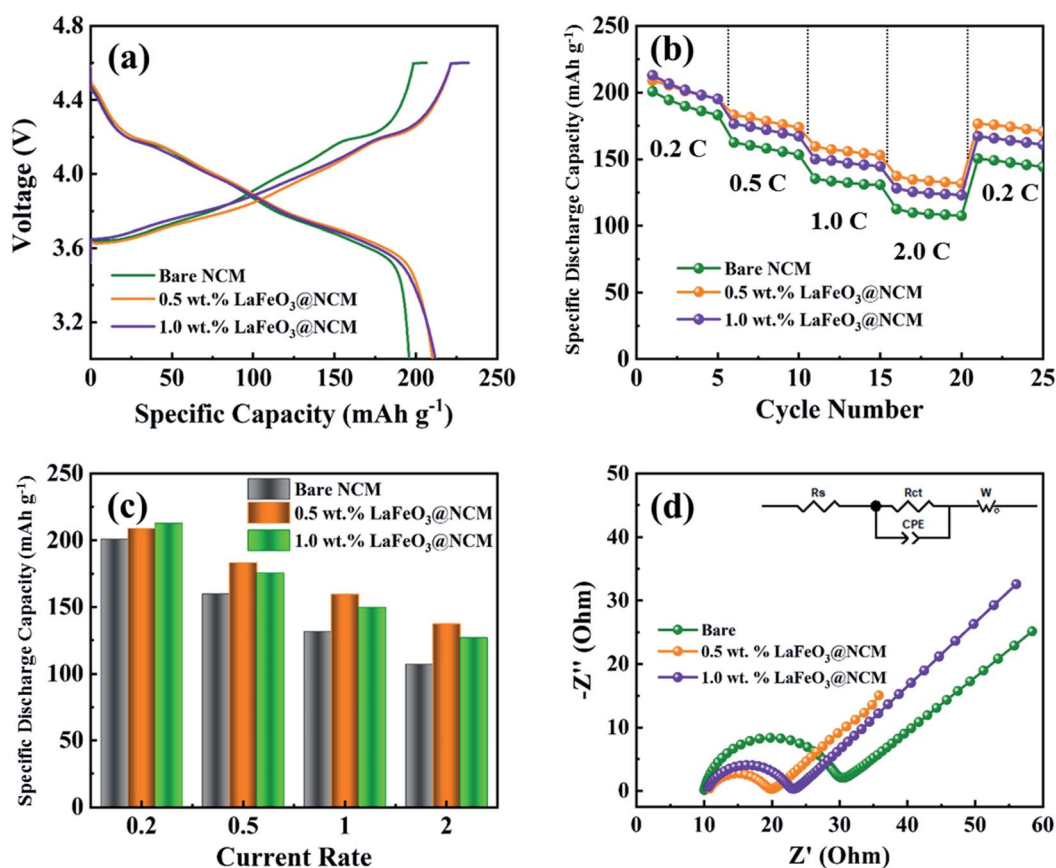 (a)
Voltage (V)
4.8
4.4
4.0
3.6
3.2
Bare NCM
0.5 wt.% LaFeO₃@NCM
1.0 wt.% LaFeO₃@NCM
0 50 100 150 200 250
Specific Capacity (mAh g⁻¹)
(b)
Specific Discharge Capacity (mAh g⁻¹)
250
200
150
100
50
0
0.2 C
0.5 C
1.0 C
2.0 C
0.2 C
Bare NCM
0.5 wt.% LaFeO₃@NCM
1.0 wt.% LaFeO₃@NCM
0 5 10 15 20 25
Cycle Number
(c)
Specific Discharge Capacity (mAh g⁻¹)
250
200
150
100
50
0
Bare NCM
0.5 wt.% LaFeO₃@NCM
1.0 wt.% LaFeO₃@NCM
0.2 0.5 1 2
Current Rate
(d)
-Z'' (Ohm)
50
40
30
20
10
0
Rs Rct W
CPE
Bare
0.5 wt. % LaFeO₃@NCM
1.0 wt. % LaFeO₃@NCM
0 10 20 30 40 50 60
Z' (Ohm)